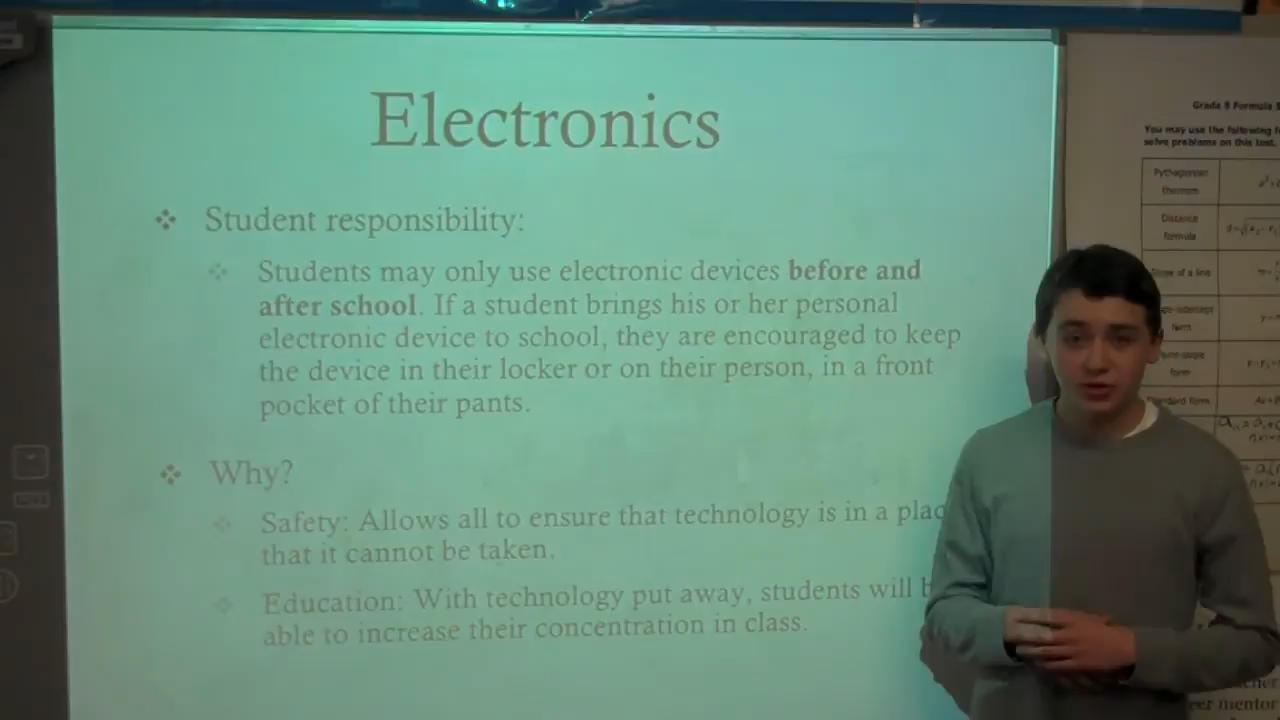 Electronics
Student responsibility:
Students may only use electronic devices before and
after school. If a student brings his or her personal
electronic device to school, they are encouraged to keep
the device in their locker or on their person, in a front
pocket of their pants.
Why?
Safety: Allows all to ensure that technology is in a plac
that it cannot be taken.
Education: With technology put away, students will b
able to increase their concentration in class.
Grade 8 Formula
You may use the following
solve problems on this test.
Pythagorean
theorem
Distance
formula
of a line
form
form
Standard form
eer mentor